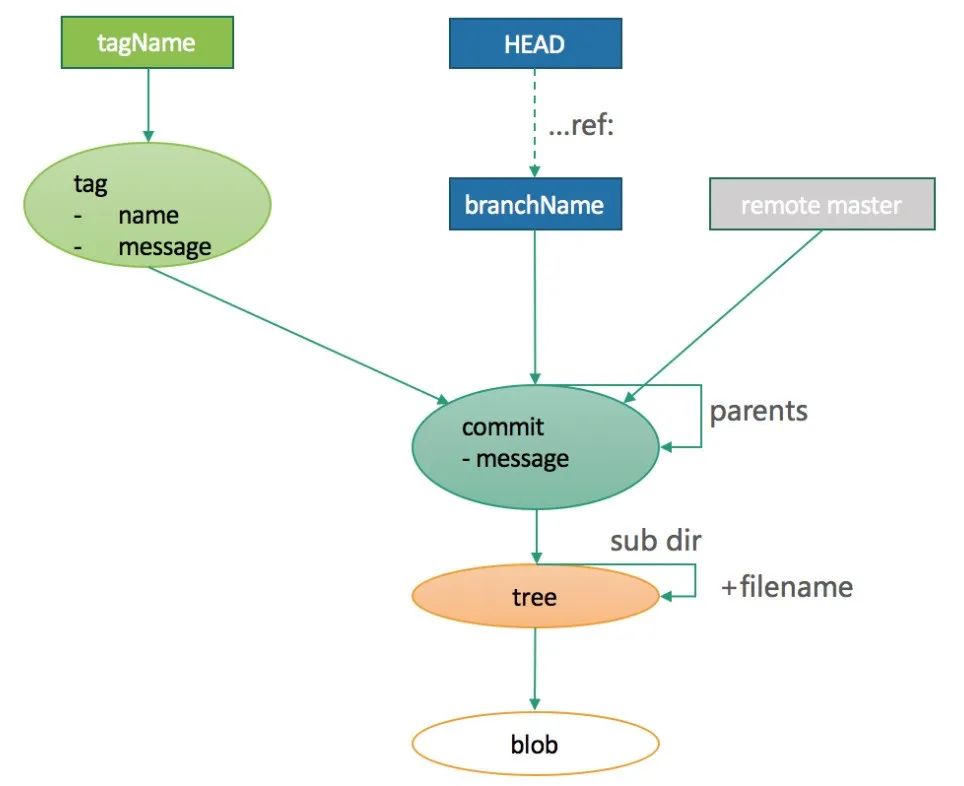 tagName
HEAD
...ref:
tag
- name
- message
branchName
remote master
commit
- message
parents
sub dir
+filename
tree
blob